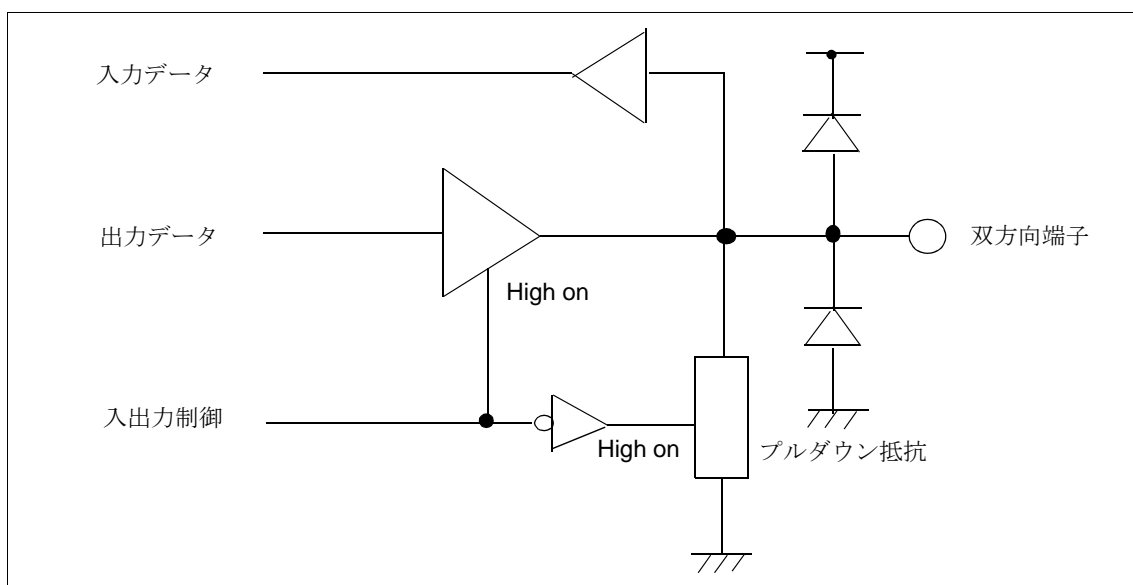 入力データ
出力データ
双方向端子
High on
入出力制御
High on
プルダウン抵抗